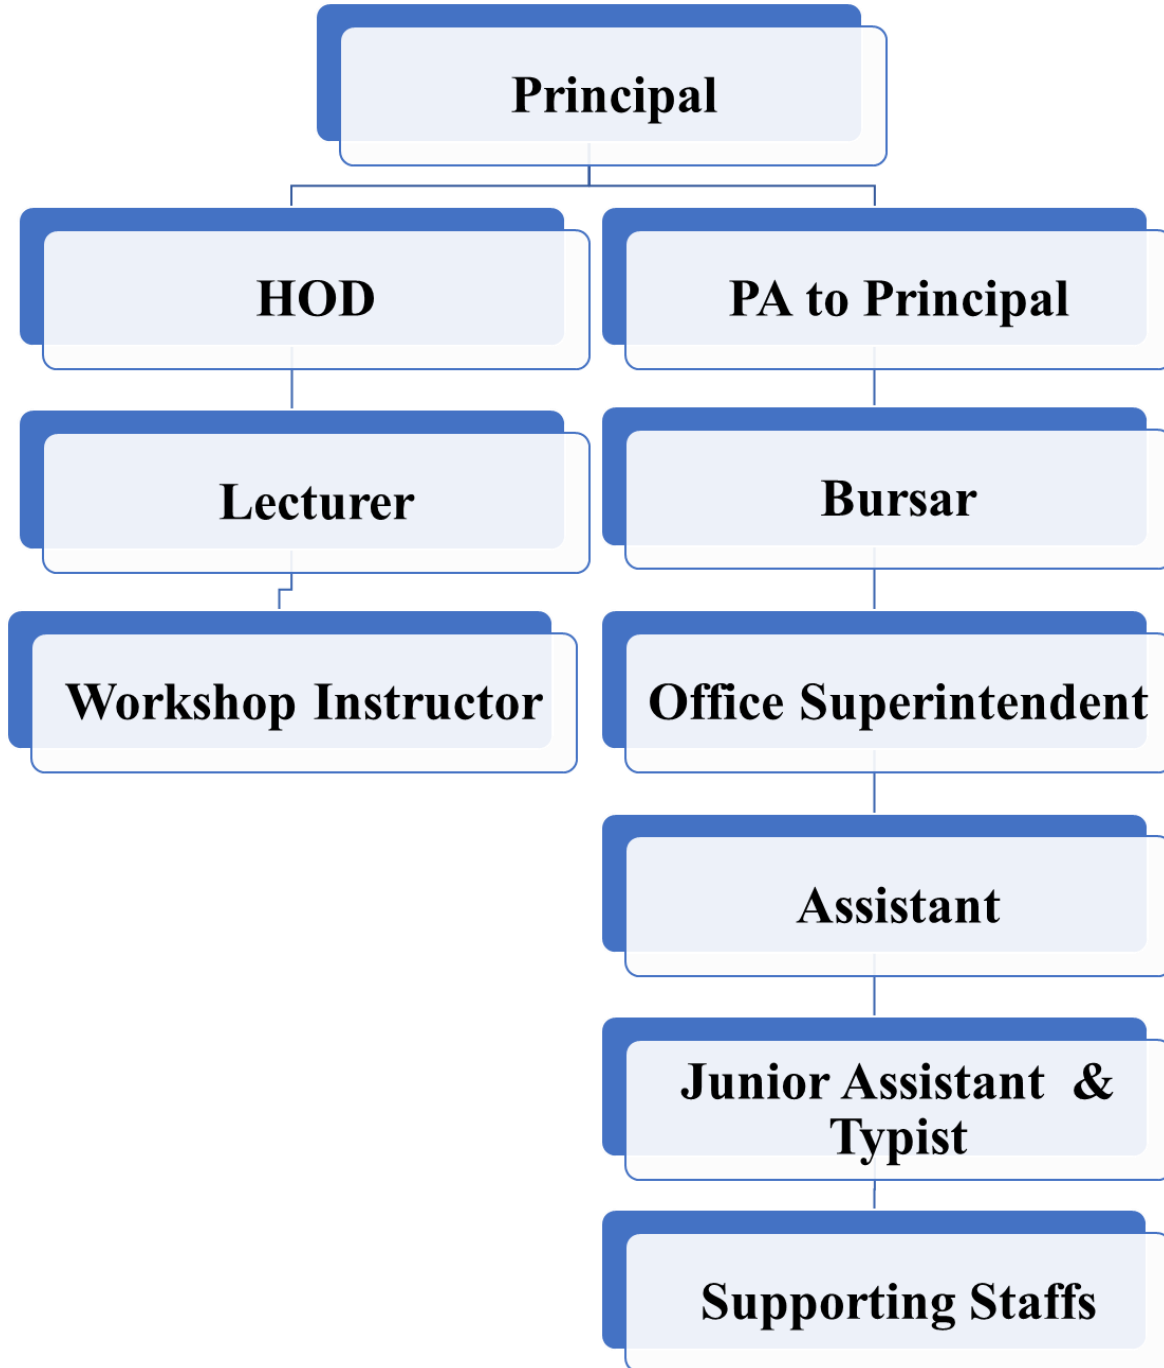 Principal
HOD
PA to Principal
Lecturer
Bursar
Workshop Instructor
Office Superintendent
Assistant
Junior Assistant  &
Typist
Supporting Staffs